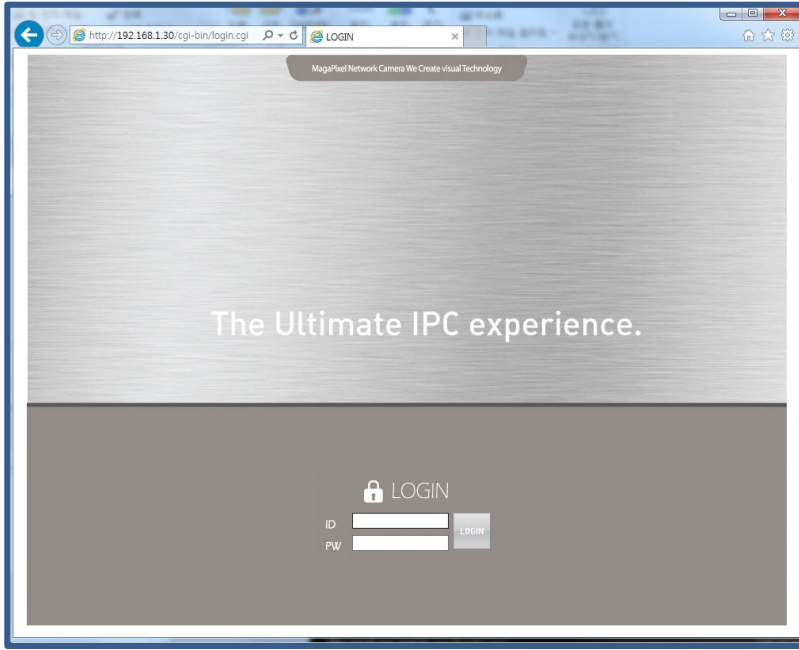 http://192.168.1.30/cgi-bin/login.cgi
LOGIN
MagaPixel Network Camera We Create visual Technology
The Ultimate IPC experience.
LOGIN
ID
LOGIN
PW